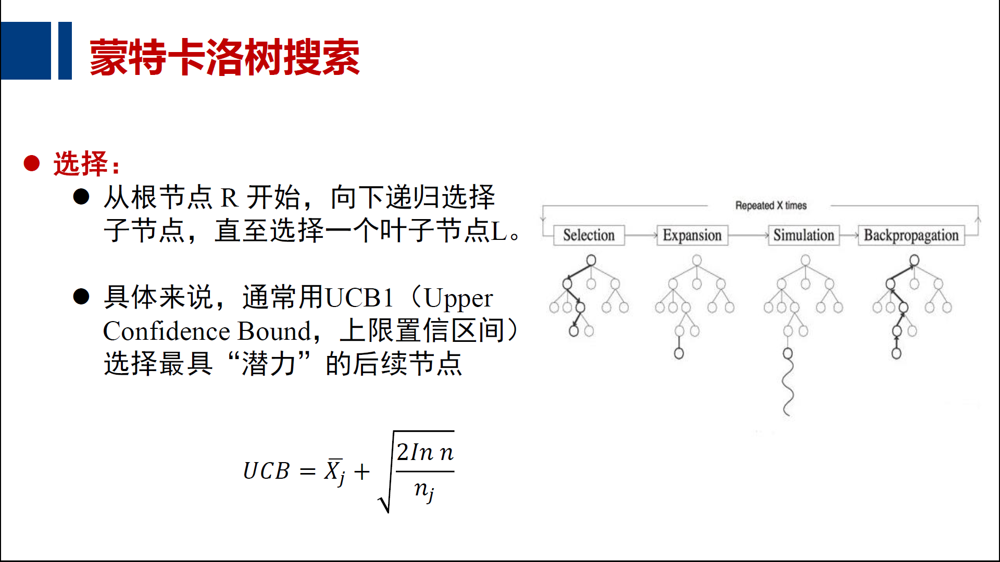 蒙特卡洛树搜索
选择：
从根节点 R 开始，向下递归选择
子节点，直至选择一个叶子节点L。
具体来说，通常用UCB1（Upper
Confidence Bound，上限置信区间）
选择最具“潜力”的后续节点
UCB = \overline{X_j} + \sqrt{\frac{2In n}{n_j}}
Repeated X times
Selection Expansion Simulation Backpropagation